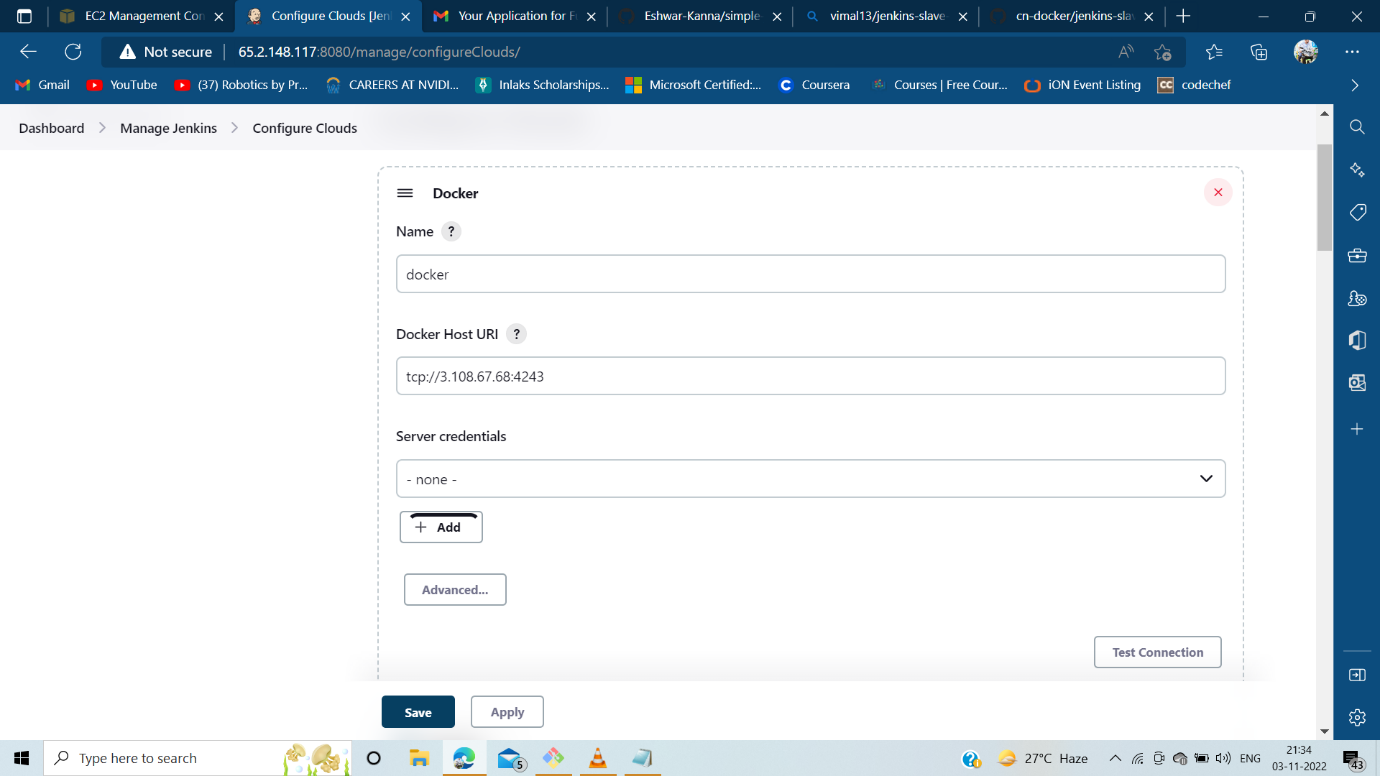 EC2 Management Con
Configure Clouds [Jen
Your Application for Fi
Eshwar-Kanna/simple
vimal13/jenkins-slave
cn-docker/jenkins-sla
Not secure
65.2.148.117:8080/manage/configureClouds/
Gmail
YouTube
(37) Robotics by Pr...
CAREERS AT NVIDI...
Inlaks Scholarships...
Microsoft Certified:...
Coursera
Courses | Free Cour...
iON Event Listing
CC codechef
Dashboard
Manage Jenkins
Configure Clouds
Docker
Name ?
docker
Docker Host URI ?
tcp://3.108.67.68:4243
Server credentials
- none -
+ Add
Advanced...
Test Connection
Save
Apply
Type here to search
5
27°C Haze
ENG
21:34
03-11-2022
43